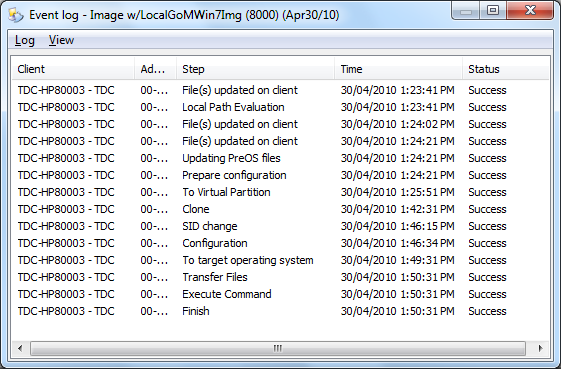 Event log - Image w/LocalGoMWin7Img (8000) (Apr30/10)
Log View
Client Ad... Step Time Status
TDC-HP80003 - TDC 00-... File(s) updated on client 30/04/2010 1:23:41 PM Success
TDC-HP80003 - TDC 00-... Local Path Evaluation 30/04/2010 1:23:41 PM Success
TDC-HP80003 - TDC 00-... File(s) updated on client 30/04/2010 1:24:02 PM Success
TDC-HP80003 - TDC 00-... File(s) updated on client 30/04/2010 1:24:21 PM Success
TDC-HP80003 - TDC 00-... Updating PreOS files 30/04/2010 1:24:21 PM Success
TDC-HP80003 - TDC 00-... Prepare configuration 30/04/2010 1:24:21 PM Success
TDC-HP80003 - TDC 00-... To Virtual Partition 30/04/2010 1:25:51 PM Success
TDC-HP80003 - TDC 00-... Clone 30/04/2010 1:42:31 PM Success
TDC-HP80003 - TDC 00-... SID change 30/04/2010 1:46:15 PM Success
TDC-HP80003 - TDC 00-... Configuration 30/04/2010 1:46:34 PM Success
TDC-HP80003 - TDC 00-... To target operating system 30/04/2010 1:49:31 PM Success
TDC-HP80003 - TDC 00-... Transfer Files 30/04/2010 1:50:31 PM Success
TDC-HP80003 - TDC 00-... Execute Command 30/04/2010 1:50:31 PM Success
TDC-HP80003 - TDC 00-... Finish 30/04/2010 1:50:31 PM Success